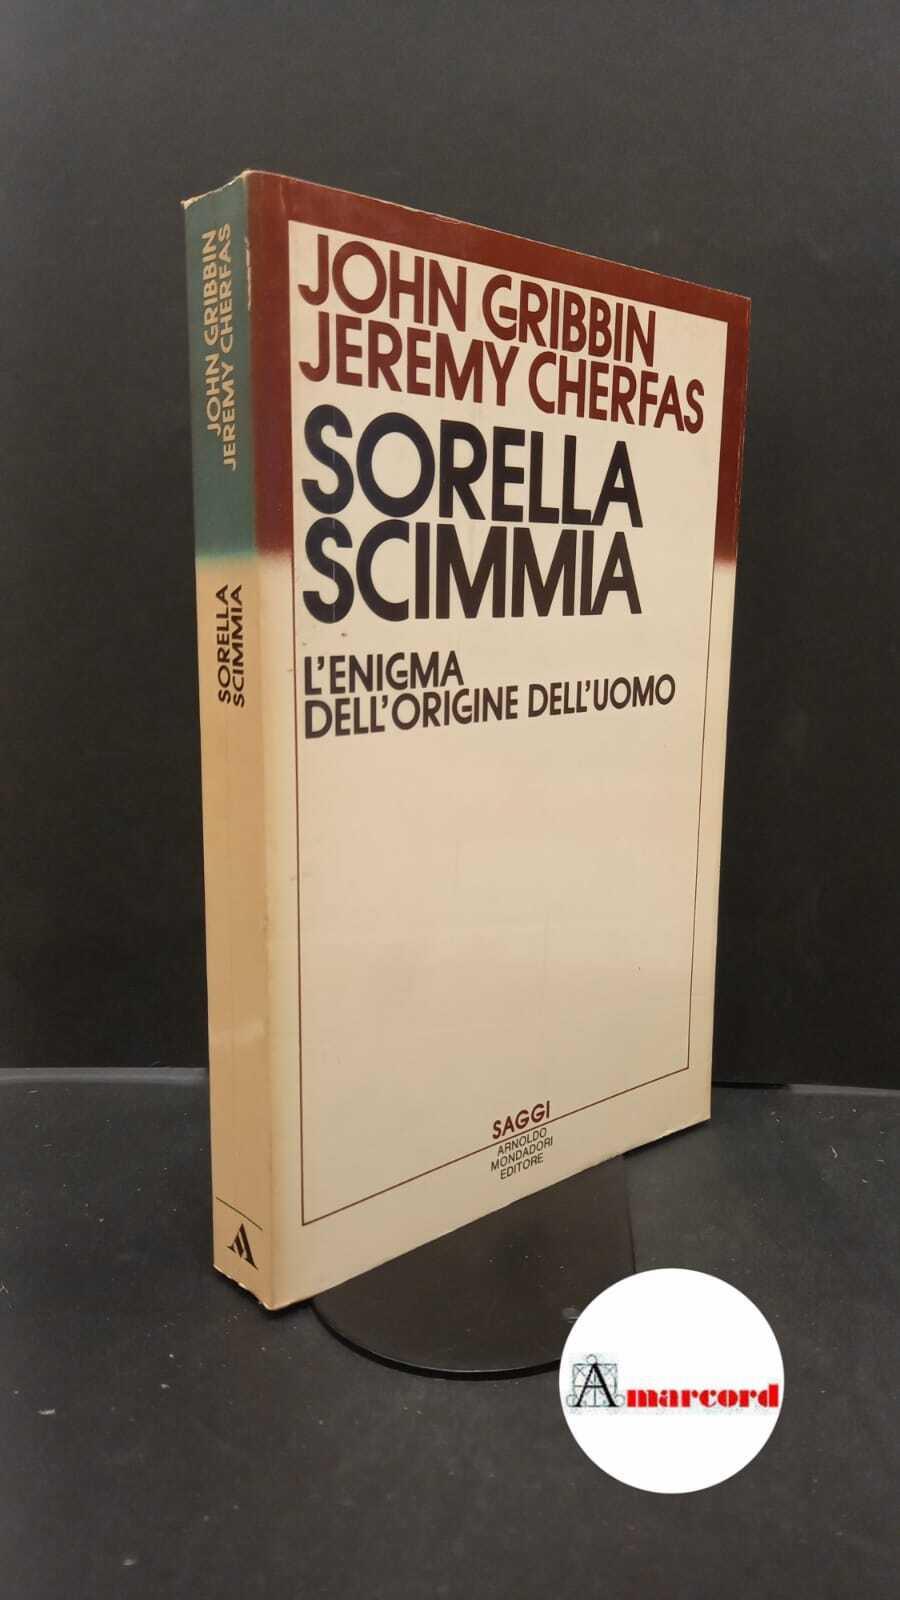 JOHN GRIBBIN
JEREMY CHERFAS
SORELLA
SCIMMIA
JOHN GRIBBIN
JEREMY CHERFAS
SORELLA
SCIMMIA
L'ENIGMA
DELL'ORIGINE DELL'UOMO
SAGGI
ARNOLDO
MONDADORI
EDITORE
Amarcord